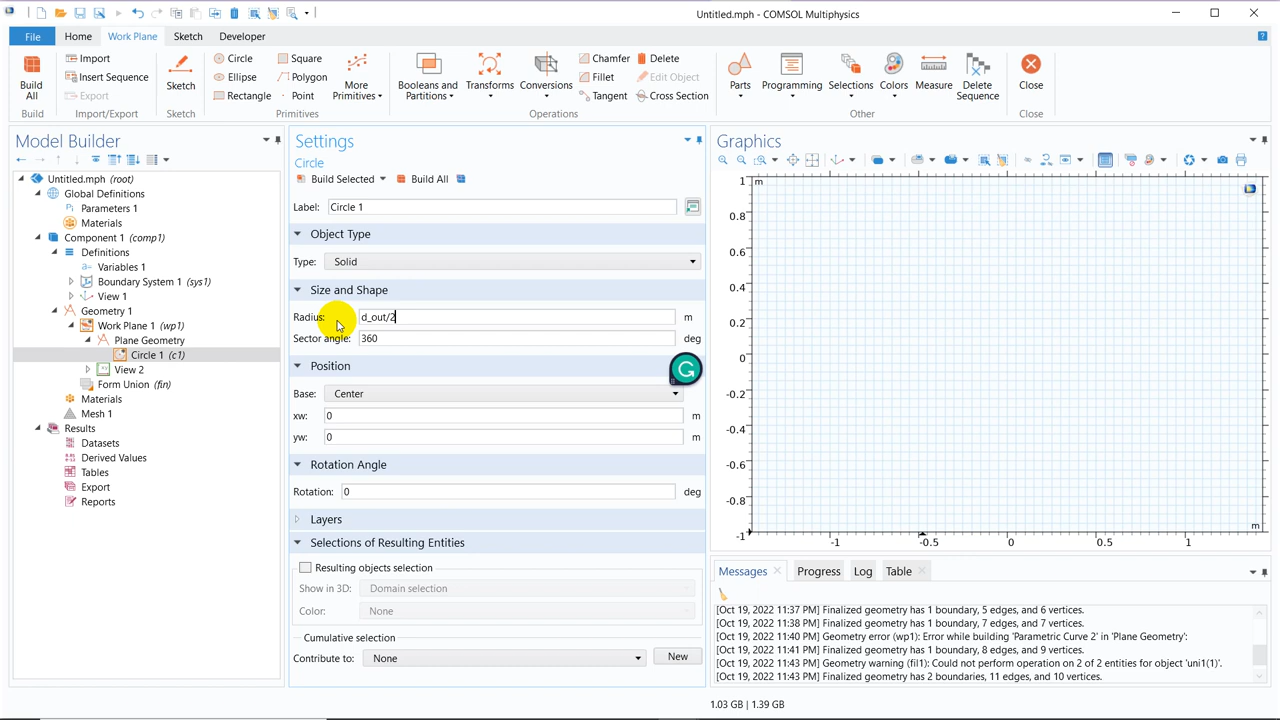 Untitled.mph - COMSOL Multiphysics
File Home Work Plane Sketch Developer
Import
Insert Sequence
Export
Import/Export
Build All
Build
Sketch
Sketch
Circle Square
Ellipse Polygon
Rectangle Point
More Primitives
Primitives
Booleans and Partitions
Transforms
Conversions
Chamfer Delete
Fillet Edit Object
Tangent Cross Section
Operations
Parts
Programming
Selections
Colors
Measure
Delete Sequence
Other
Close
Close
Model Builder
Untitled.mph (root)
Global Definitions
Parameters 1
Materials
Component 1 (comp1)
Definitions
Variables 1
Boundary System 1 (sys1)
View 1
Geometry 1
Work Plane 1 (wp1)
Plane Geometry
Circle 1 (c1)
View 2
Form Union (fin)
Materials
Mesh 1
Results
Datasets
Derived Values
Tables
Export
Reports
Settings
Circle
Build Selected Build All
Label: Circle 1
Object Type
Type: Solid
Size and Shape
Radius: d_out/2 m
Sector angle: 360 deg
Position
Base: Center
xw: 0 m
yw: 0 m
Rotation Angle
Rotation: 0 deg
Layers
Selections of Resulting Entities
Resulting objects selection
Show in 3D: Domain selection
Color: None
Cumulative selection
Contribute to: None New
Graphics
1 m
0.8
0.6
0.4
0.2
0
-0.2
-0.4
-0.6
-0.8
-1 m
-1 -0.5 0 0.5 1
Messages Progress Log Table
[Oct 19, 2022 11:37 PM] Finalized geometry has 1 boundary, 5 edges, and 6 vertices.
[Oct 19, 2022 11:38 PM] Finalized geometry has 1 boundary, 7 edges, and 7 vertices.
[Oct 19, 2022 11:40 PM] Geometry error (wp1): Error while building 'Parametric Curve 2' in 'Plane Geometry':
[Oct 19, 2022 11:41 PM] Finalized geometry has 1 boundary, 8 edges, and 9 vertices.
[Oct 19, 2022 11:43 PM] Geometry warning (fil1): Could not perform operation on 2 of 2 entities for object 'uni1(1)'.
[Oct 19, 2022 11:43 PM] Finalized geometry has 2 boundaries, 11 edges, and 10 vertices.
1.03 GB | 1.39 GB